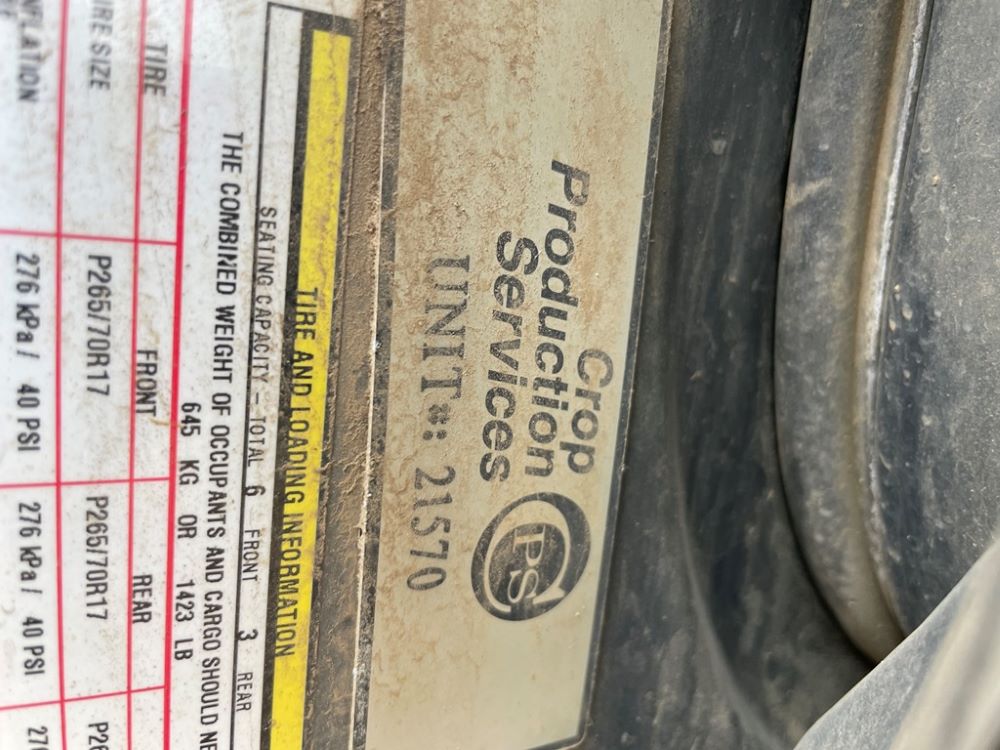 Crop
Production
Services
CPS
UNIT#: 21570
TIRE AND LOADING INFORMATION
SEATING CAPACITY – TOTAL 6 FRONT 3 REAR
THE COMBINED WEIGHT OF OCCUPANTS AND CARGO SHOULD NE
645 KG OR 1423 LB
TIRE FRONT REAR
SIZE P265/70R17 P265/70R17 P26
276 kPa / 40 PSI 276 kPa / 40 PSI 27